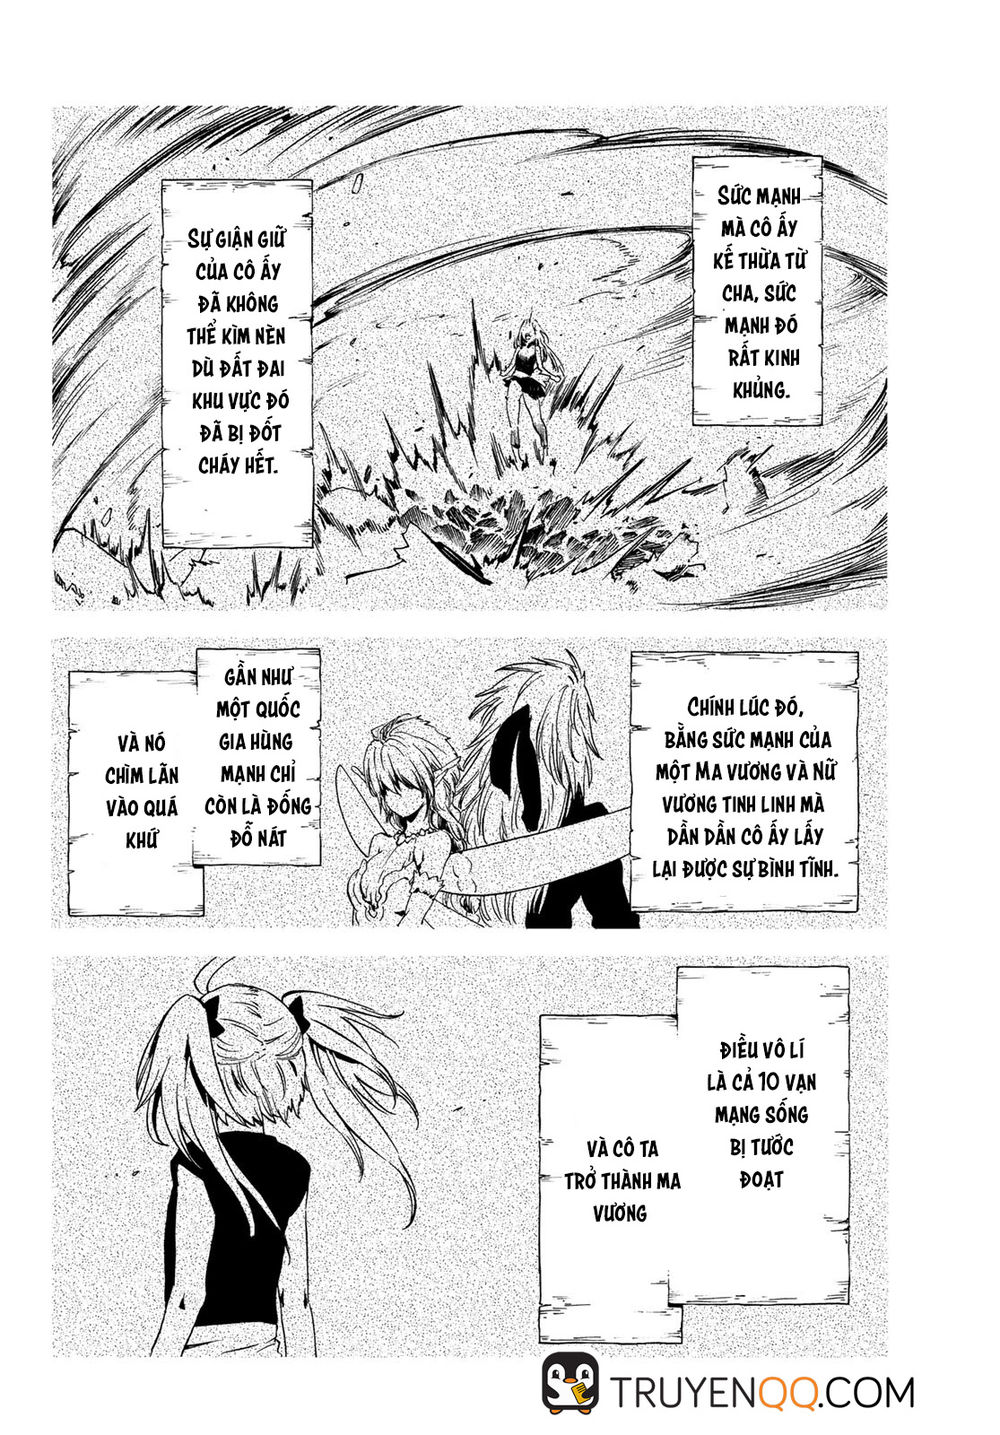 SỨC MẠNH
MÀ CÔ ẤY
KẾ THỪA TỪ
CHA, SỨC
MẠNH ĐÓ
RẤT KINH
KHỦNG.
SỰ GIẬN GIỮ
CỦA CÔ ẤY
ĐÃ KHÔNG
THỂ KÌM NÈN
DÙ ĐẤT ĐAI
KHU VỰC ĐÓ
ĐÃ BỊ ĐỐT
CHÁY HẾT.
CHÍNH LÚC ĐÓ,
BẰNG SỨC MẠNH CỦA
MỘT MA VƯƠNG VÀ NỮ
VƯƠNG TINH LINH MÀ
DẦN DẦN CÔ ẤY LẤY
LẠI ĐƯỢC SỰ BÌNH TĨNH.
GẦN NHƯ
MỘT QUỐC
GIA HÙNG
MẠNH CHỈ
CÒN LÀ ĐỐNG
ĐỖ NÁT
VÀ NÓ
CHÌM LÃN
VÀO QUÁ
KHỨ
ĐIỀU VÔ LÍ
LÀ CẢ 10 VẠN
MẠNG SỐNG
BỊ TƯỚC
ĐOẠT
VÀ CÔ TA
TRỞ THÀNH MA
VƯƠNG
TRUYENQQ.COM